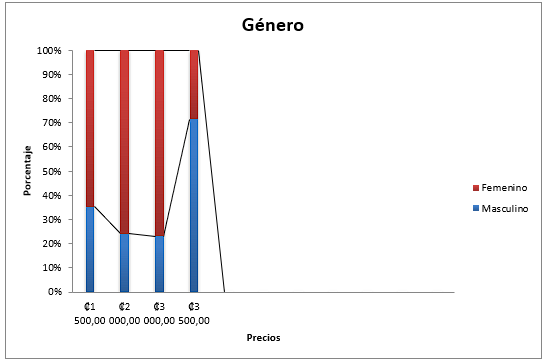 Género
100%
90%
80%
70%
60%
50%
40%
30%
20%
10%
0%
Porcentaje
₡1 ₡2 ₡3 ₡3
500,00 000,00 000,00 500,00
Precios
Femenino
Masculino